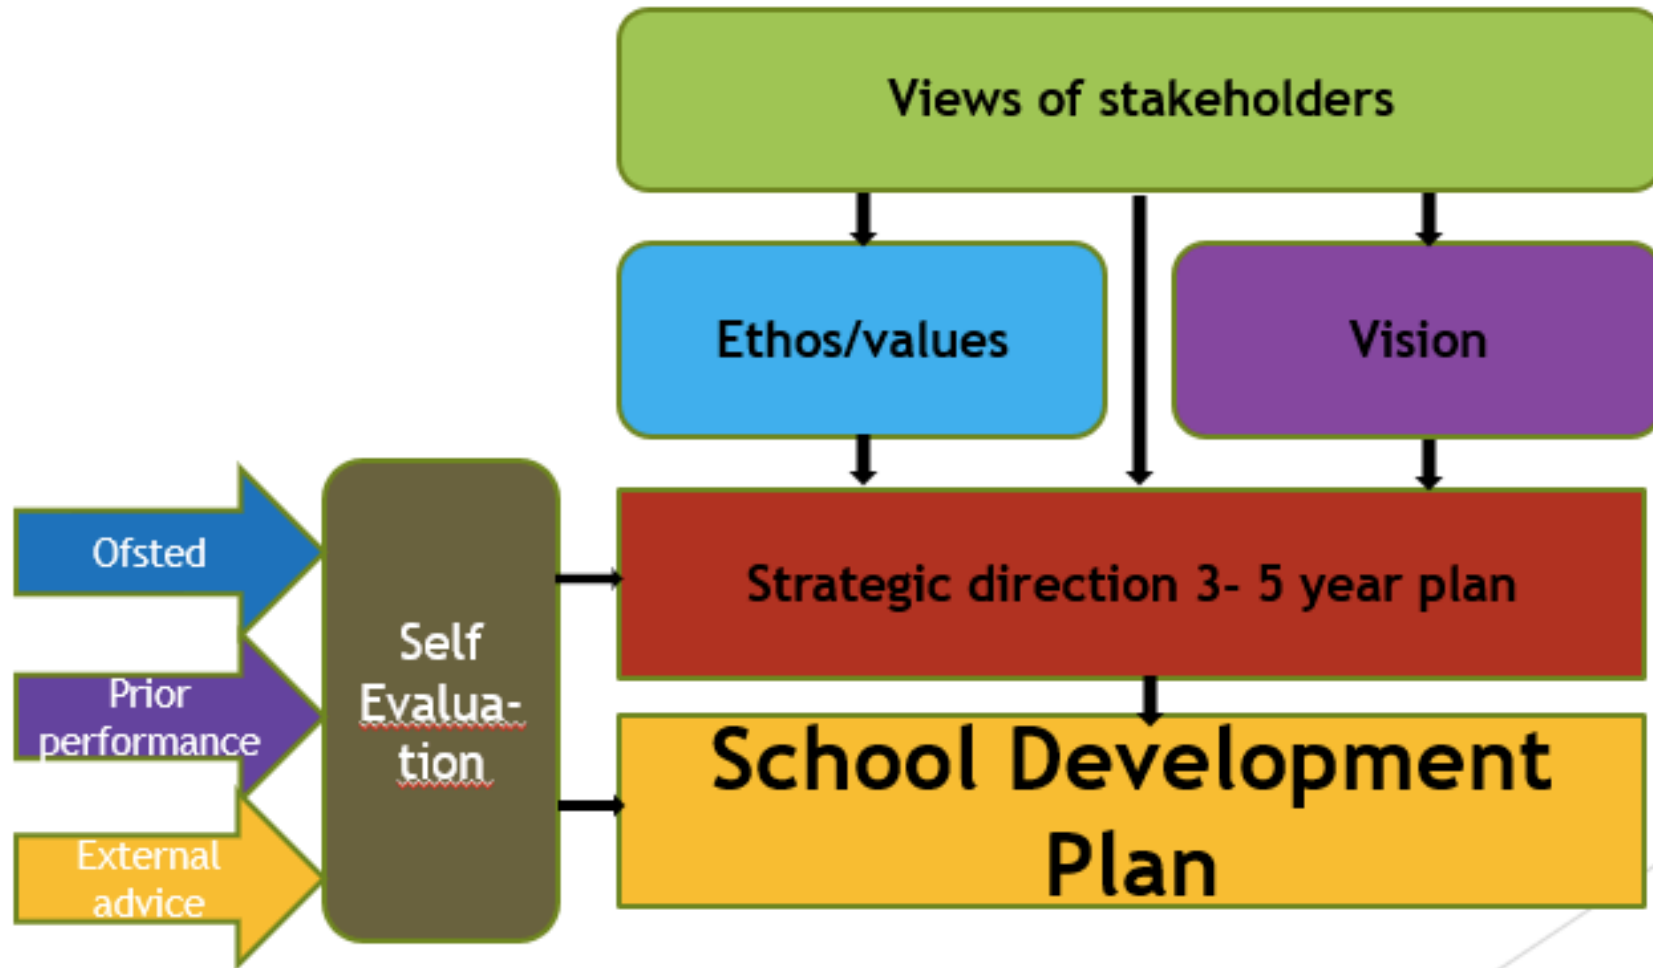 Views of stakeholders
Ethos/values
Vision
Ofsted
Prior
performance
External
advice
Self
Evalua-
tion
Strategic direction 3- 5 year plan
School Development
Plan